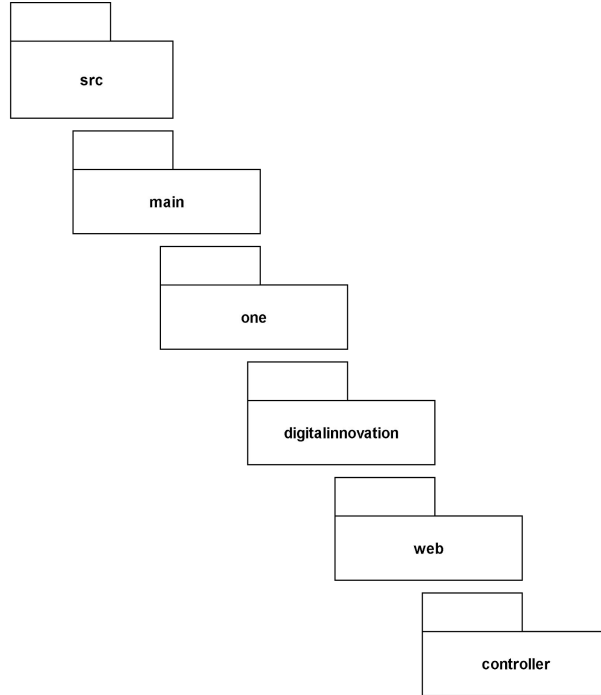 src
main
one
digitalinnovation
web
controller